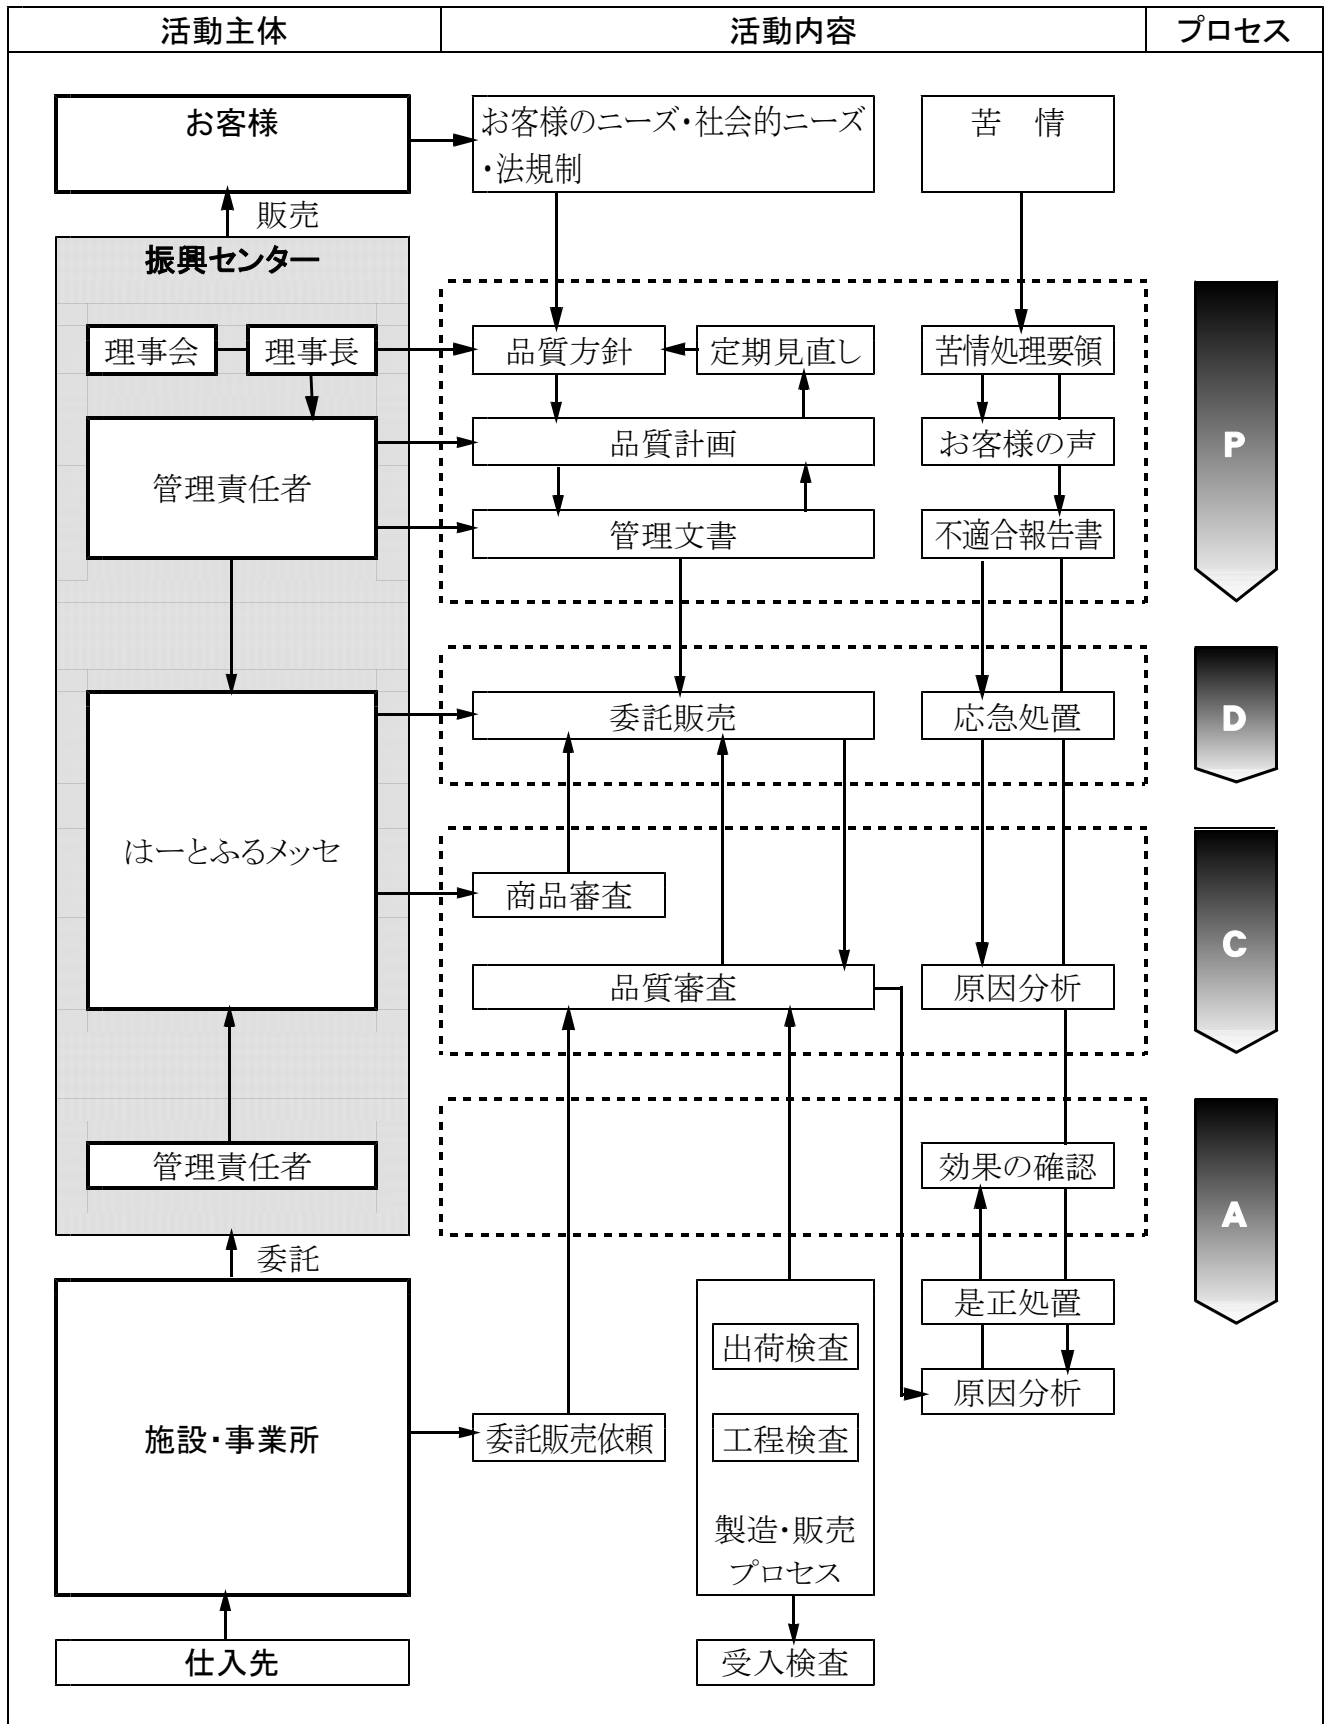 活動主体
活動内容
プロセス
お客様
お客様のニーズ・社会的ニーズ
・法規制
苦　情
販売
振興センター
理事会
理事長
品質方針
定期見直し
苦情処理要領
管理責任者
品質計画
お客様の声
管理文書
不適合報告書
P
はーとふるメッセ
委託販売
応急処置
D
商品審査
品質審査
原因分析
C
管理責任者
効果の確認
A
委託
施設・事業所
是正処置
出荷検査
原因分析
委託販売依頼
工程検査
製造・販売
プロセス
仕入先
受入検査